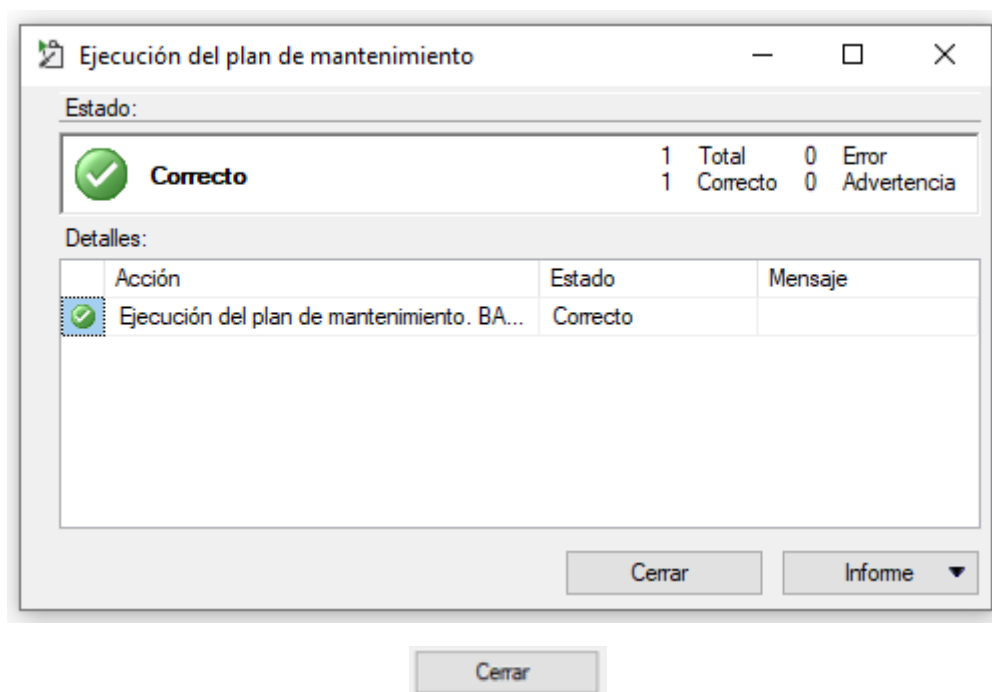 Ejecución del plan de mantenimiento
Estado:
Correcto
1 Total 0 Error
1 Correcto 0 Advertencia
Detalles:
Acción Estado Mensaje
Ejecución del plan de mantenimiento. BA... Correcto
Cerrar Informe
Cerrar